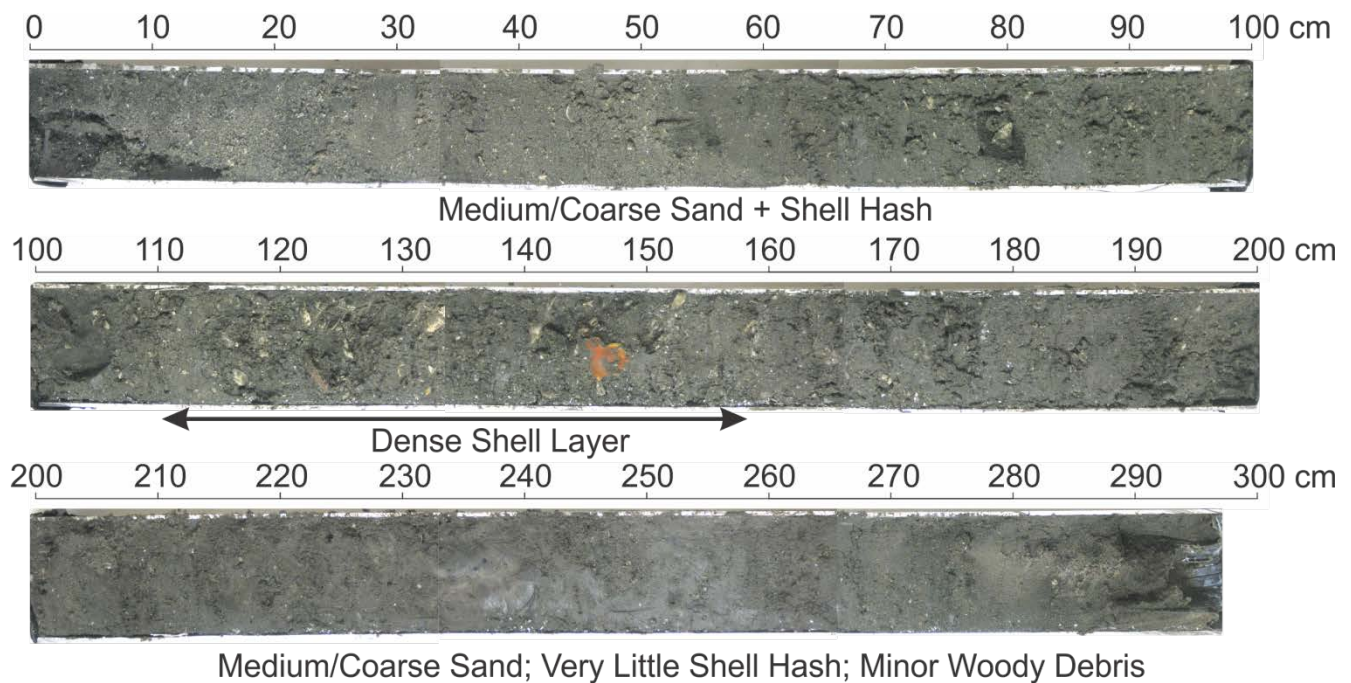 0 10 20 30 40 50 60 70 80 90 100 cm
Medium/Coarse Sand + Shell Hash
100 110 120 130 140 150 160 170 180 190 200 cm
Dense Shell Layer
200 210 220 230 240 250 260 270 280 290 300 cm
Medium/Coarse Sand; Very Little Shell Hash; Minor Woody Debris